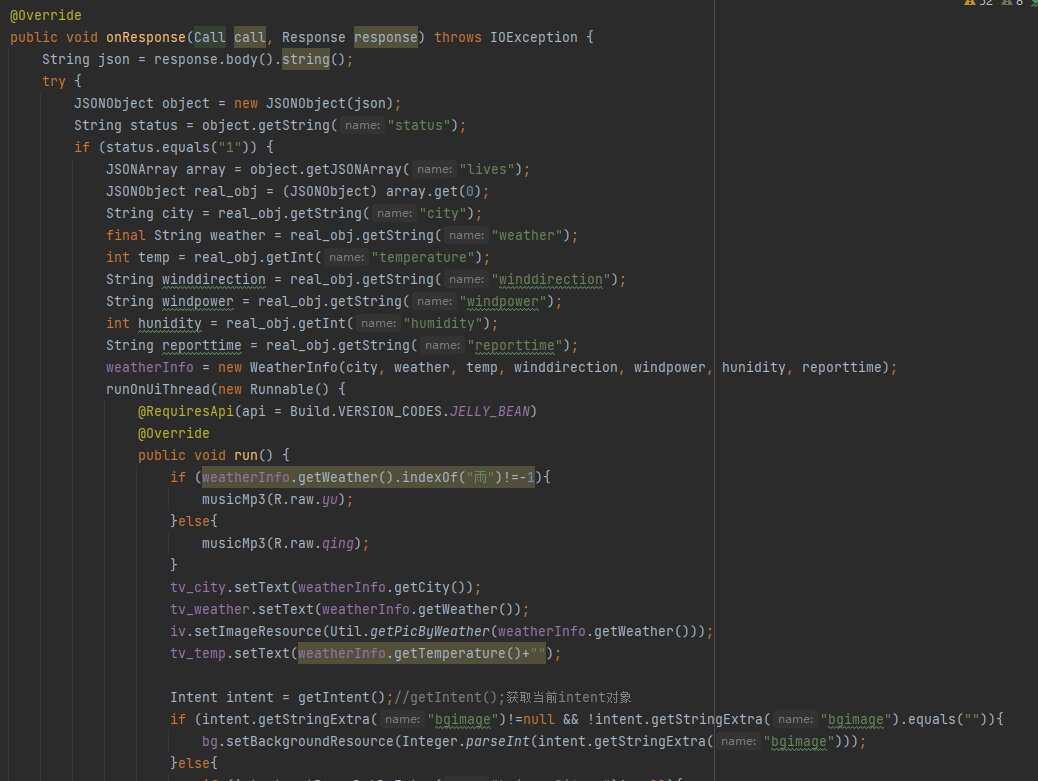 52 8
@Override
public void onResponse(Call call, Response response) throws IOException {
String json = response.body().string();
try {
JSONObject object = new JSONObject(json);
String status = object.getString( name: "status");
if (status.equals("1")) {
JSONArray array = object.getJSONArray( name: "lives");
JSONObject real_obj = (JSONObject) array.get(0);
String city = real_obj.getString( name: "city");
final String weather = real_obj.getString( name: "weather");
int temp = real_obj.getInt( name: "temperature");
String winddirection = real_obj.getString( name: "winddirection");
String windpower = real_obj.getString( name: "windpower");
int hunidity = real_obj.getInt( name: "humidity");
String reporttime = real_obj.getString( name: "reporttime");
weatherInfo = new WeatherInfo(city, weather, temp, winddirection, windpower, hunidity, reporttime);
runOnUiThread(new Runnable() {
@RequiresApi(api = Build.VERSION_CODES.JELLY_BEAN)
@Override
public void run() {
if (weatherInfo.getWeather().indexOf("雨")!=-1){
musicMp3(R.raw.yu);
}else{
musicMp3(R.raw.qing);
}
tv_city.setText(weatherInfo.getCity());
tv_weather.setText(weatherInfo.getWeather());
iv.setImageResource(Util.getPicByWeather(weatherInfo.getWeather()));
tv_temp.setText(weatherInfo.getTemperature()+"");
Intent intent = getIntent();//getIntent();获取当前intent对象
if (intent.getStringExtra( name: "bgimage")!=null && !intent.getStringExtra( name: "bgimage").equals("")){
bg.setBackgroundResource(Integer.parseInt(intent.getStringExtra( name: "bgimage")));
}else{